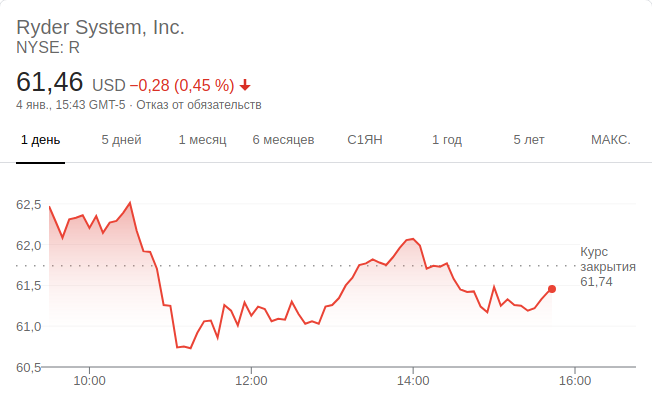 Ryder System, Inc.
NYSE: R
61,46 USD −0,28 (0,45 %)
4 янв., 15:43 GMT-5 · Отказ от обязательств
1 день 5 дней 1 месяц 6 месяцев С1ЯН 1 год 5 лет МАКС.
62,5
62,0
Курс
закрытия
61,74
61,5
61,0
60,5
10:00 12:00 14:00 16:00